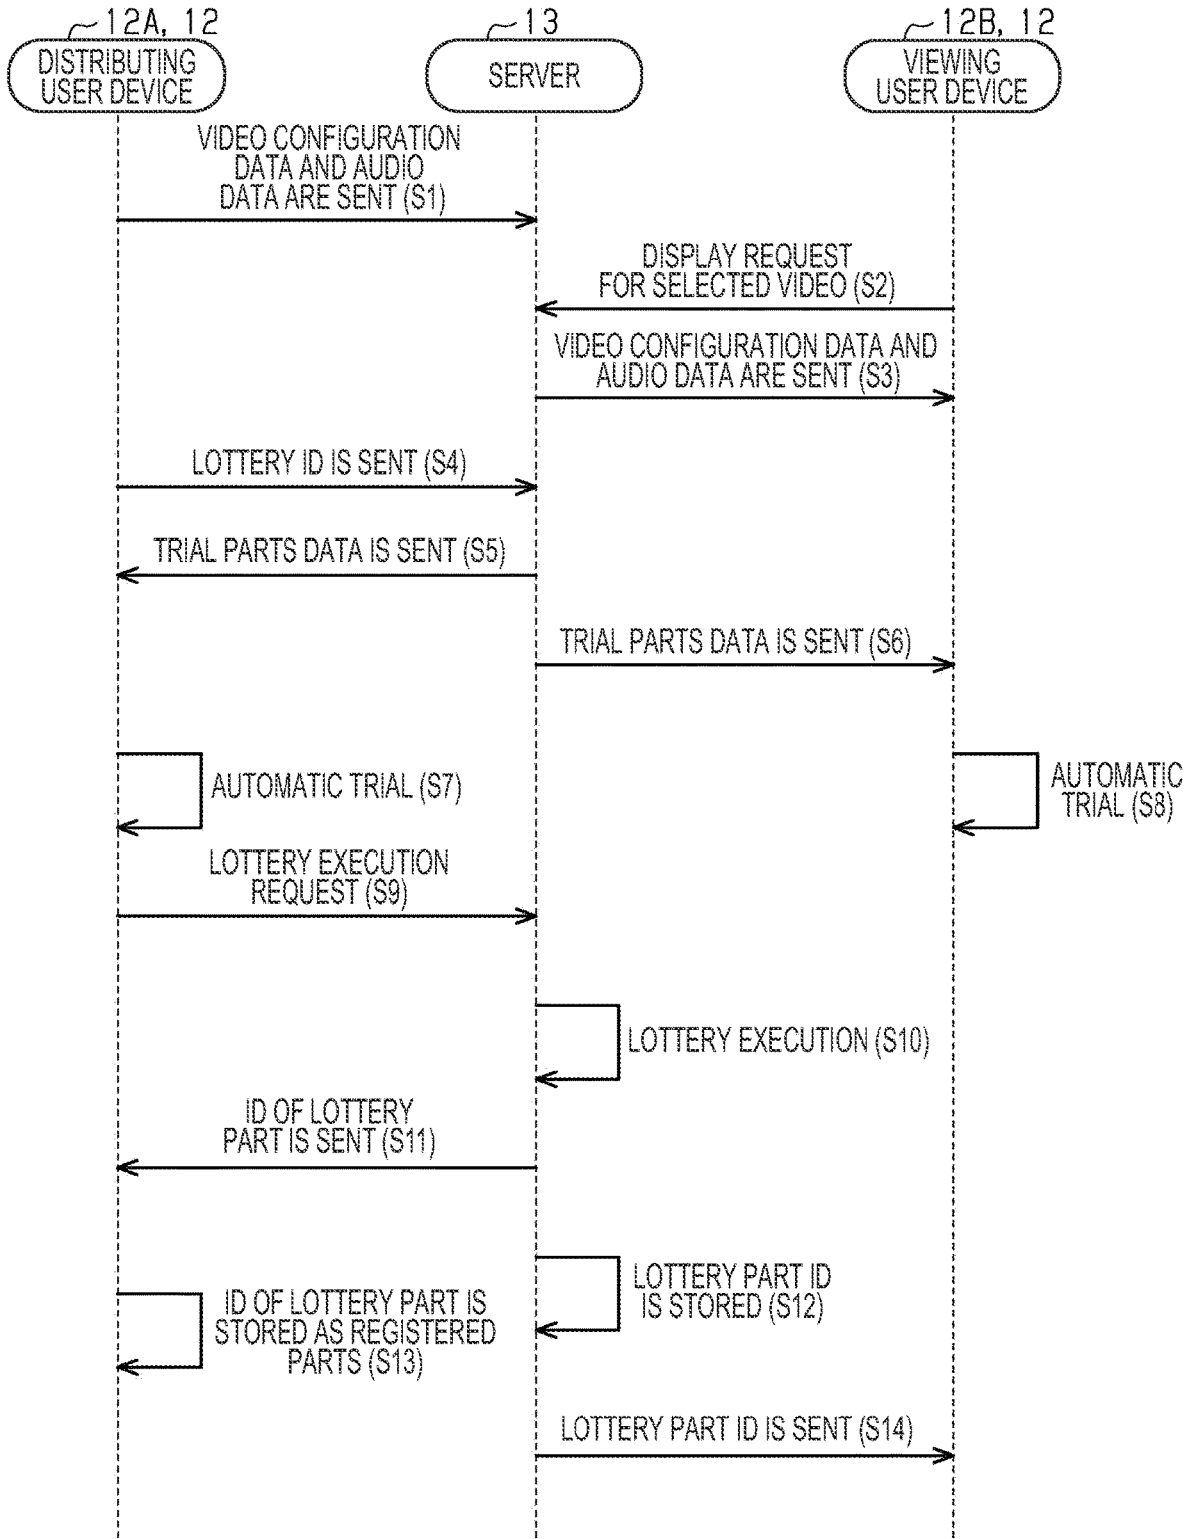 12A, 12
13
12B, 12
DISTRIBUTING
USER DEVICE
SERVER
VIEWING
USER DEVICE
VIDEO CONFIGURATION
DATA AND AUDIO
DATA ARE SENT (S1)
DISPLAY REQUEST
FOR SELECTED VIDEO (S2)
VIDEO CONFIGURATION DATA AND
AUDIO DATA ARE SENT (S3)
LOTTERY ID IS SENT (S4)
TRIAL PARTS DATA IS SENT (S5)
TRIAL PARTS DATA IS SENT (S6)
AUTOMATIC TRIAL (S7)
AUTOMATIC
TRIAL (S8)
LOTTERY EXECUTION
REQUEST (S9)
LOTTERY EXECUTION (S10)
ID OF LOTTERY
PART IS SENT (S11)
LOTTERY PART ID
IS STORED (S12)
ID OF LOTTERY PART IS
STORED AS REGISTERED
PARTS (S13)
LOTTERY PART ID IS SENT (S14)